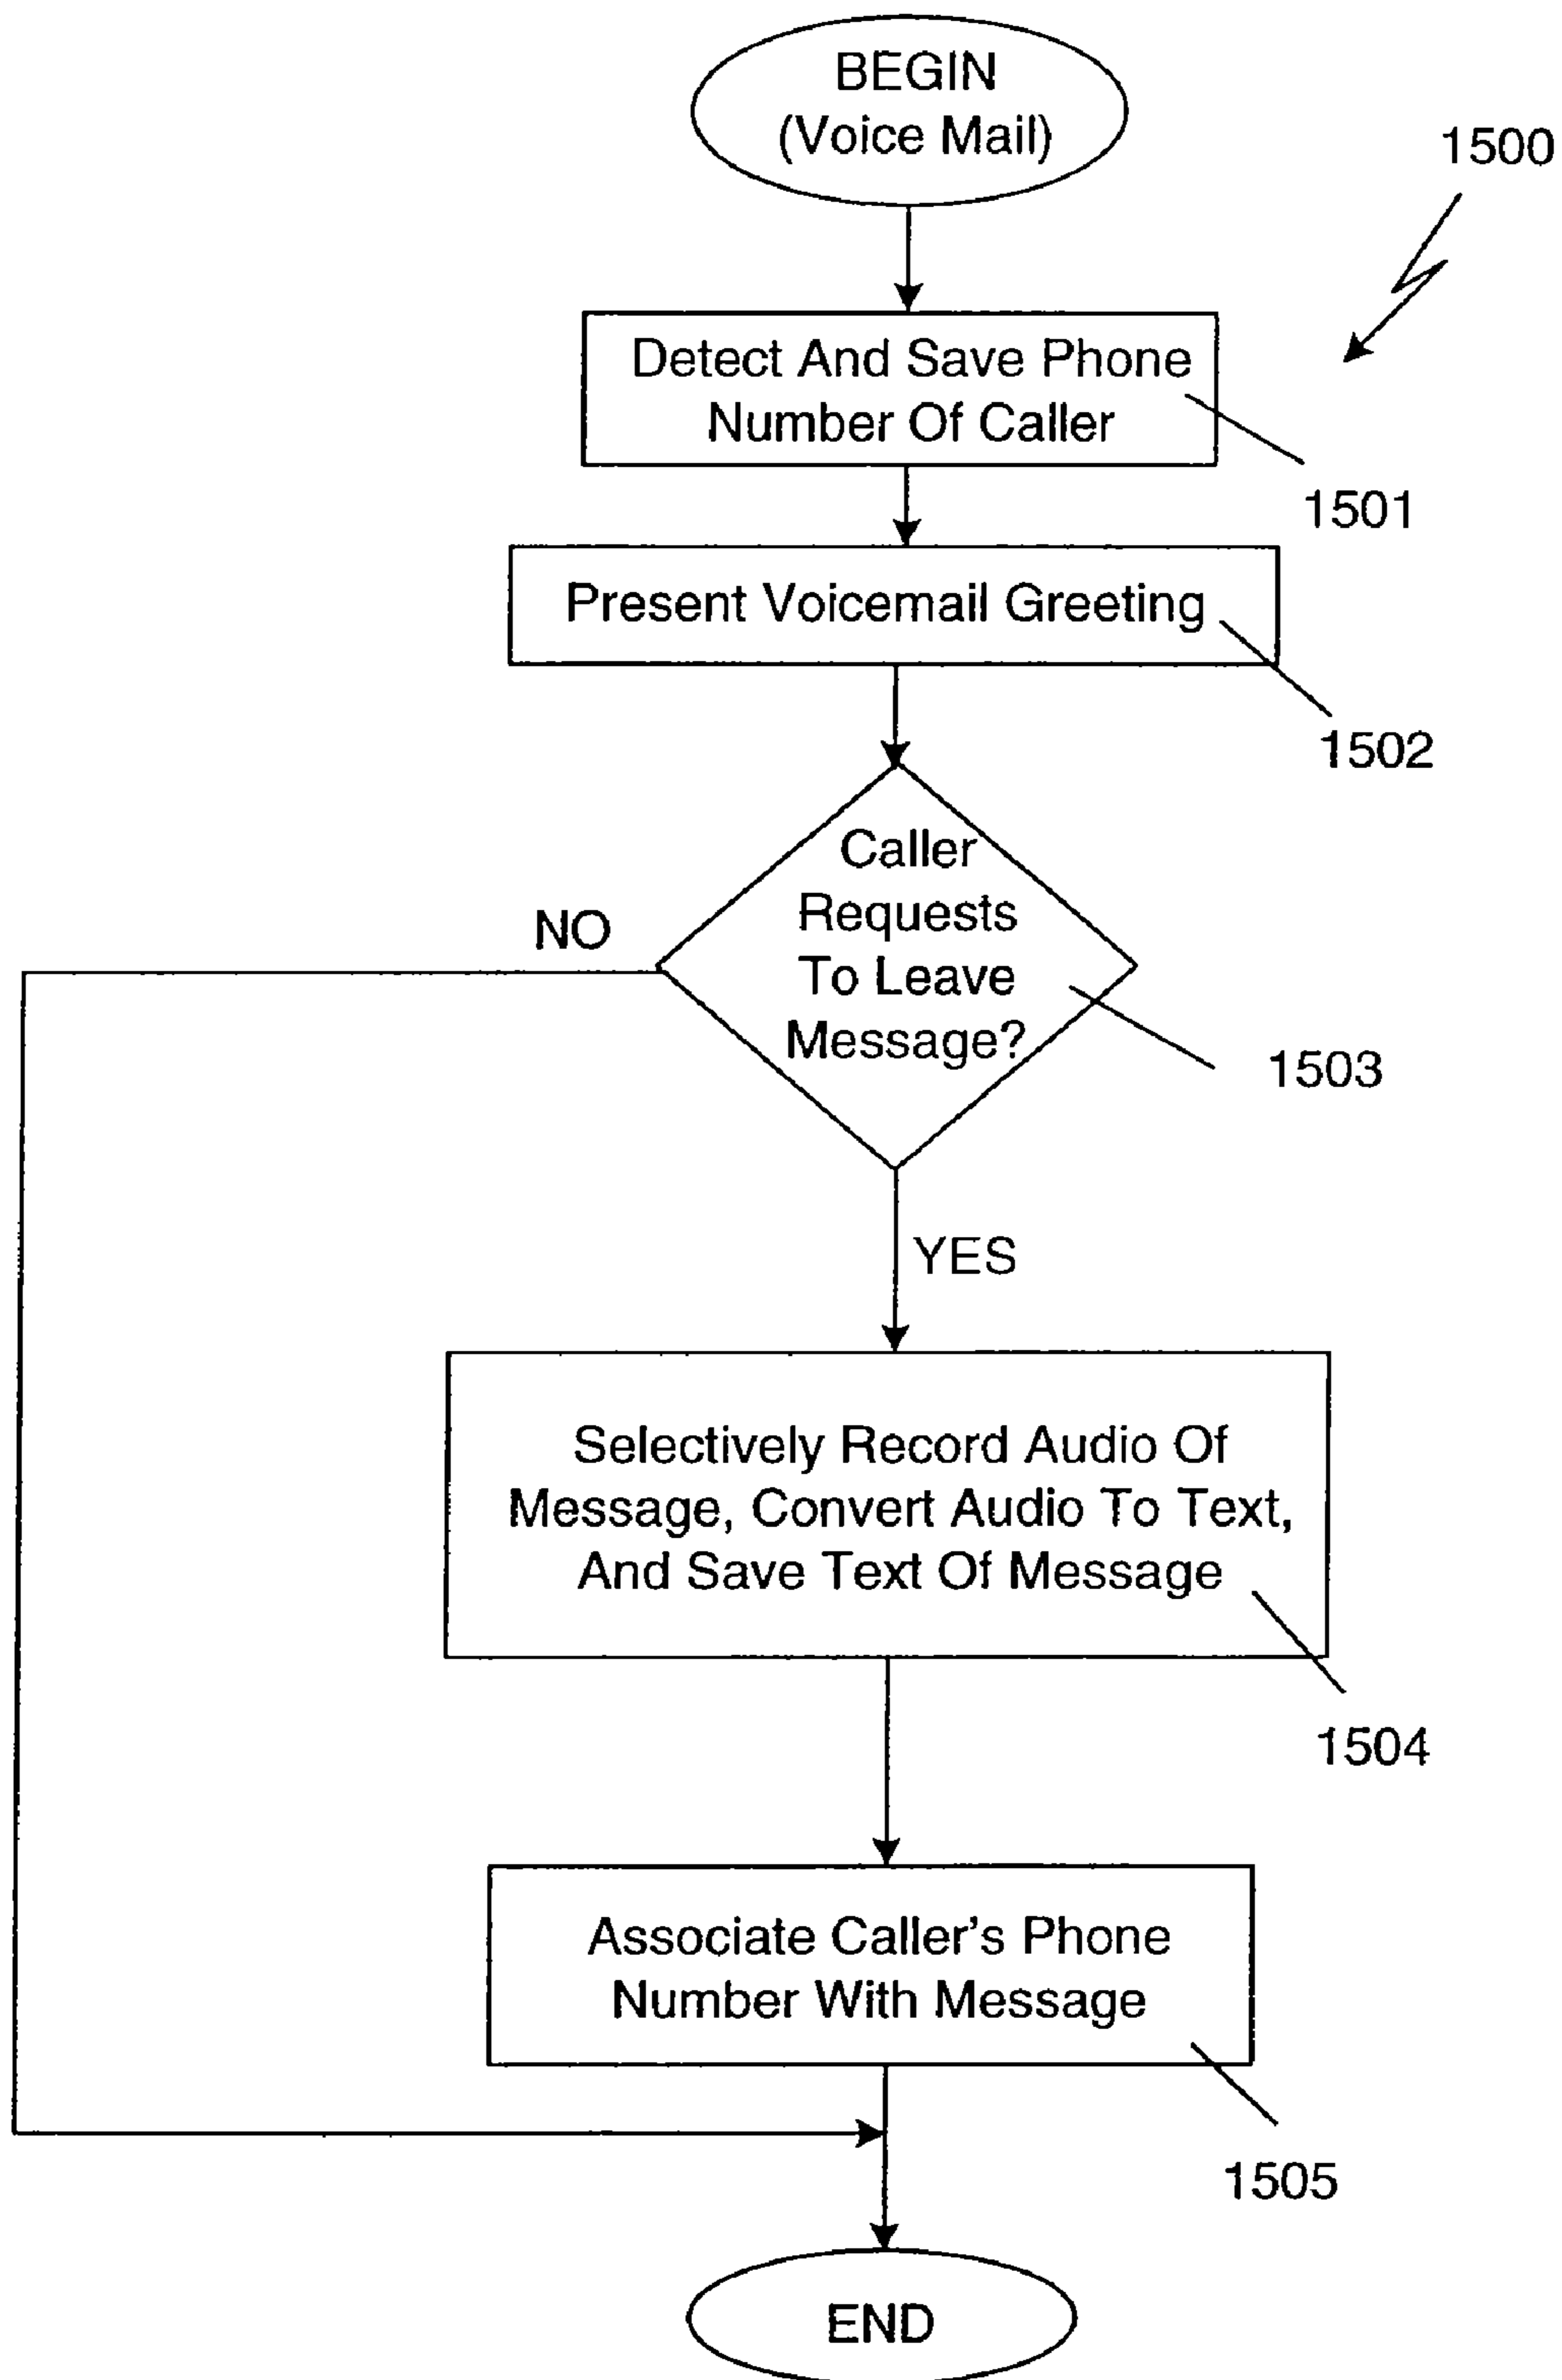 BEGIN
(Voice Mail)
1500
Detect And Save Phone
Number Of Caller
1501
Present Voicemail Greeting
1502
Caller
Requests
To Leave
Message?
NO
1503
YES
Selectively Record Audio Of
Message, Convert Audio To Text,
And Save Text Of Message
1504
Associate Caller's Phone
Number With Message
1505
END